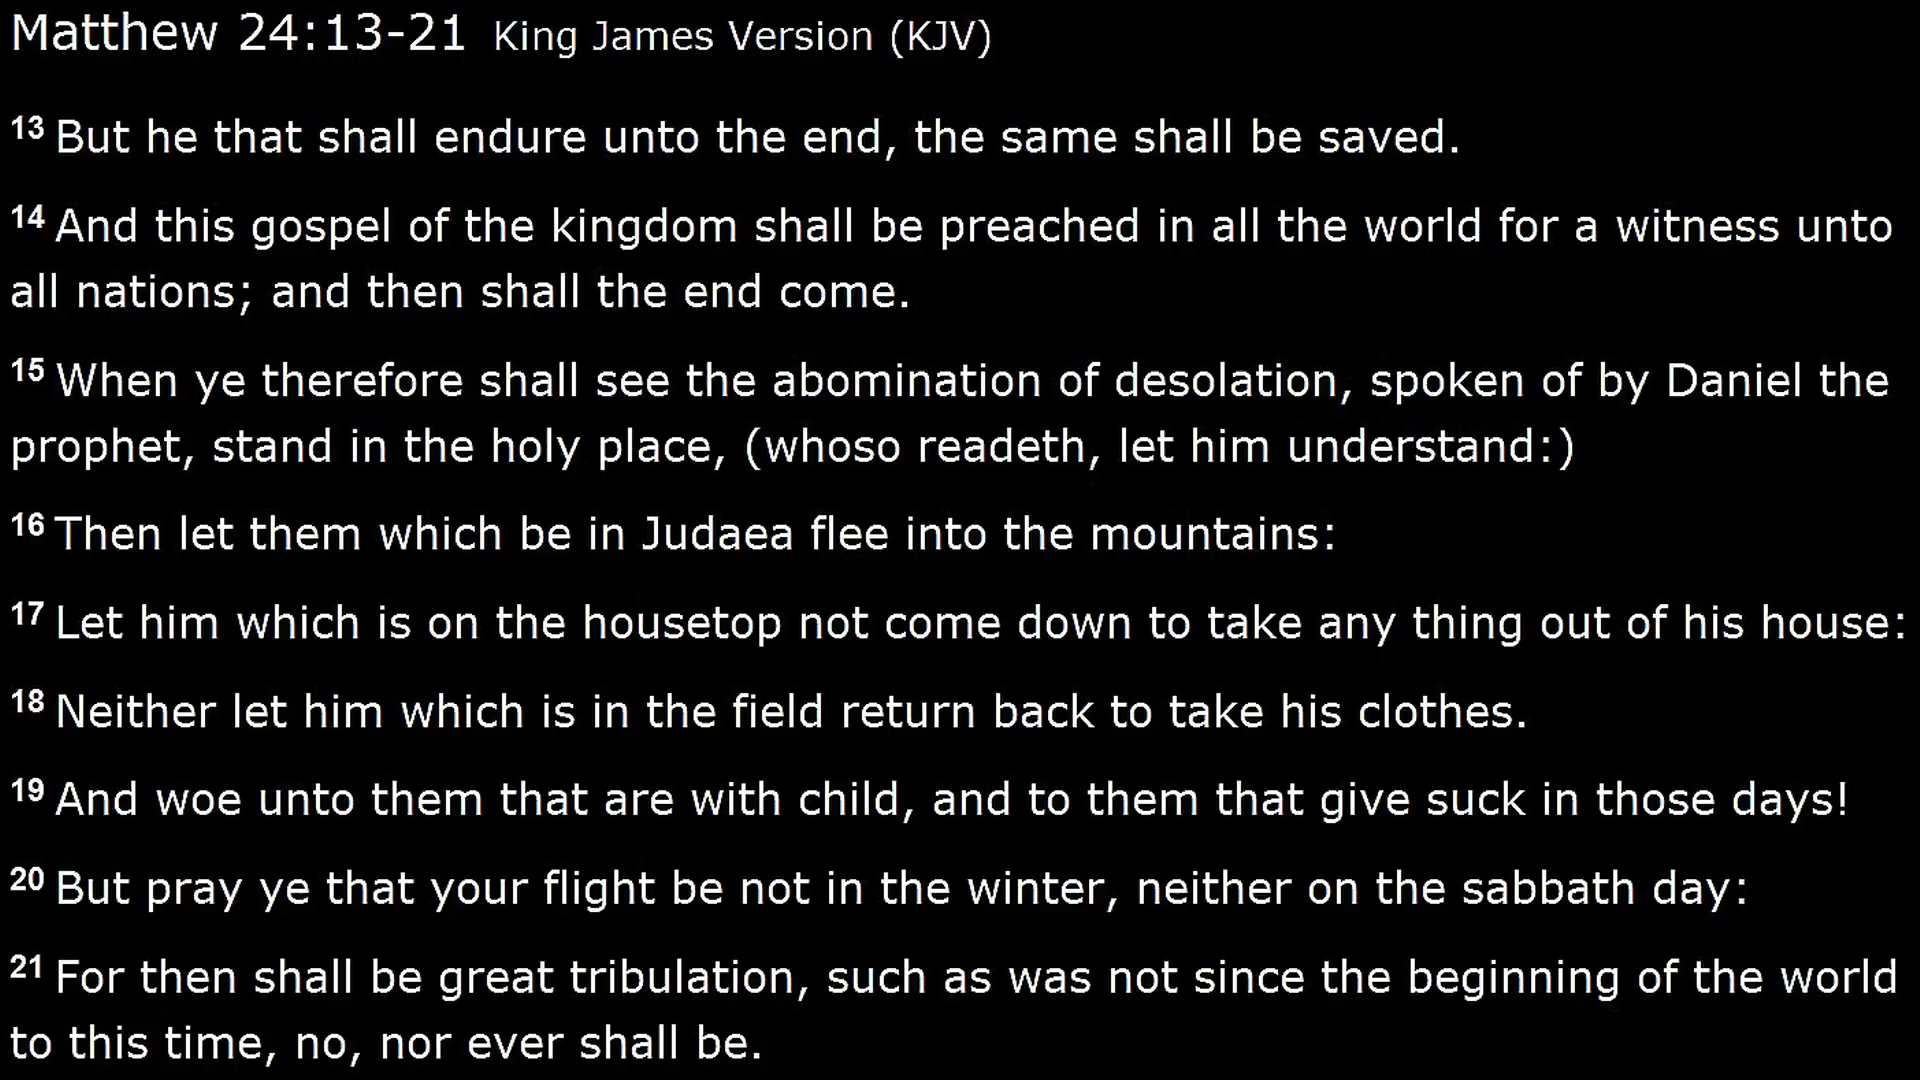 Matthew 24:13-21 King James Version (KJV)
13 But he that shall endure unto the end, the same shall be saved.
14 And this gospel of the kingdom shall be preached in all the world for a witness unto
all nations; and then shall the end come.
15 When ye therefore shall see the abomination of desolation, spoken of by Daniel the
prophet, stand in the holy place, (whoso readeth, let him understand:)
16 Then let them which be in Judaea flee into the mountains:
17 Let him which is on the housetop not come down to take any thing out of his house:
18 Neither let him which is in the field return back to take his clothes.
19 And woe unto them that are with child, and to them that give suck in those days!
20 But pray ye that your flight be not in the winter, neither on the sabbath day:
21 For then shall be great tribulation, such as was not since the beginning of the world
to this time, no, nor ever shall be.